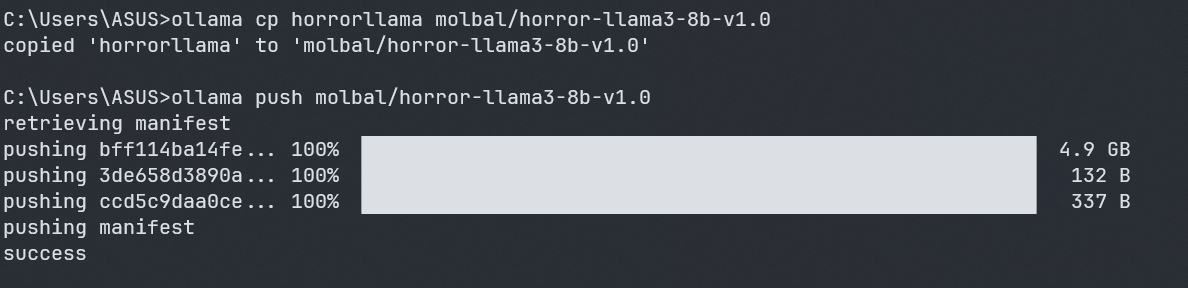 C:\Users\ASUS>ollama cp horrorllama molbal/horror-llama3-8b-v1.0
copied 'horrorllama' to 'molbal/horror-llama3-8b-v1.0'
C:\Users\ASUS>ollama push molbal/horror-llama3-8b-v1.0
retrieving manifest
pushing bff114ba14fe... 100% 4.9 GB
pushing 3de658d3890a... 100% 132 B
pushing ccd5c9daa0ce... 100% 337 B
pushing manifest
success